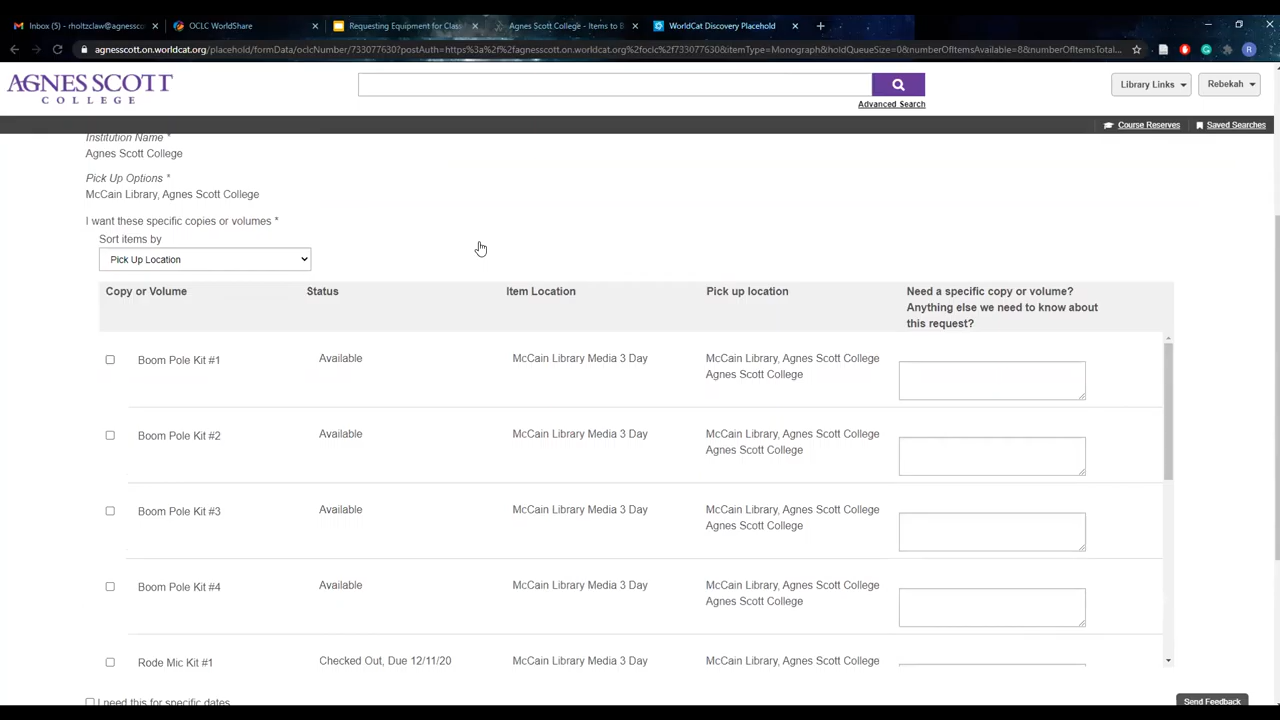 Inbox (5) - rholtzclaw@agnessc
OCLC WorldShare
Requesting Equipment for Class
Agnes Scott College - Items to B
WorldCat Discovery Placehold
agnesscott.on.worldcat.org/placehold/formData/oclcNumber/733077630?postAuth=https%3a%2f%2fagnesscott.on.worldcat.org%2foclc%2f733077630&itemType=Monograph&holdQueueSize=0&numberOfItemsAvailable=8&numberOfItemsTotal...
R
AGNES SCOTT
COLLEGE
Library Links
Rebekah
Advanced Search
Course Reserves
Saved Searches
Institution Name *
Agnes Scott College
Pick Up Options *
McCain Library, Agnes Scott College
I want these specific copies or volumes *
Sort items by
Pick Up Location
Copy or Volume Status Item Location Pick up location Need a specific copy or volume?
Anything else we need to know about
this request?
Boom Pole Kit #1 Available McCain Library Media 3 Day McCain Library, Agnes Scott College
Agnes Scott College
Boom Pole Kit #2 Available McCain Library Media 3 Day McCain Library, Agnes Scott College
Agnes Scott College
Boom Pole Kit #3 Available McCain Library Media 3 Day McCain Library, Agnes Scott College
Agnes Scott College
Boom Pole Kit #4 Available McCain Library Media 3 Day McCain Library, Agnes Scott College
Agnes Scott College
Rode Mic Kit #1 Checked Out, Due 12/11/20 McCain Library Media 3 Day McCain Library, Agnes Scott College
I need this for specific dates
Send Feedback